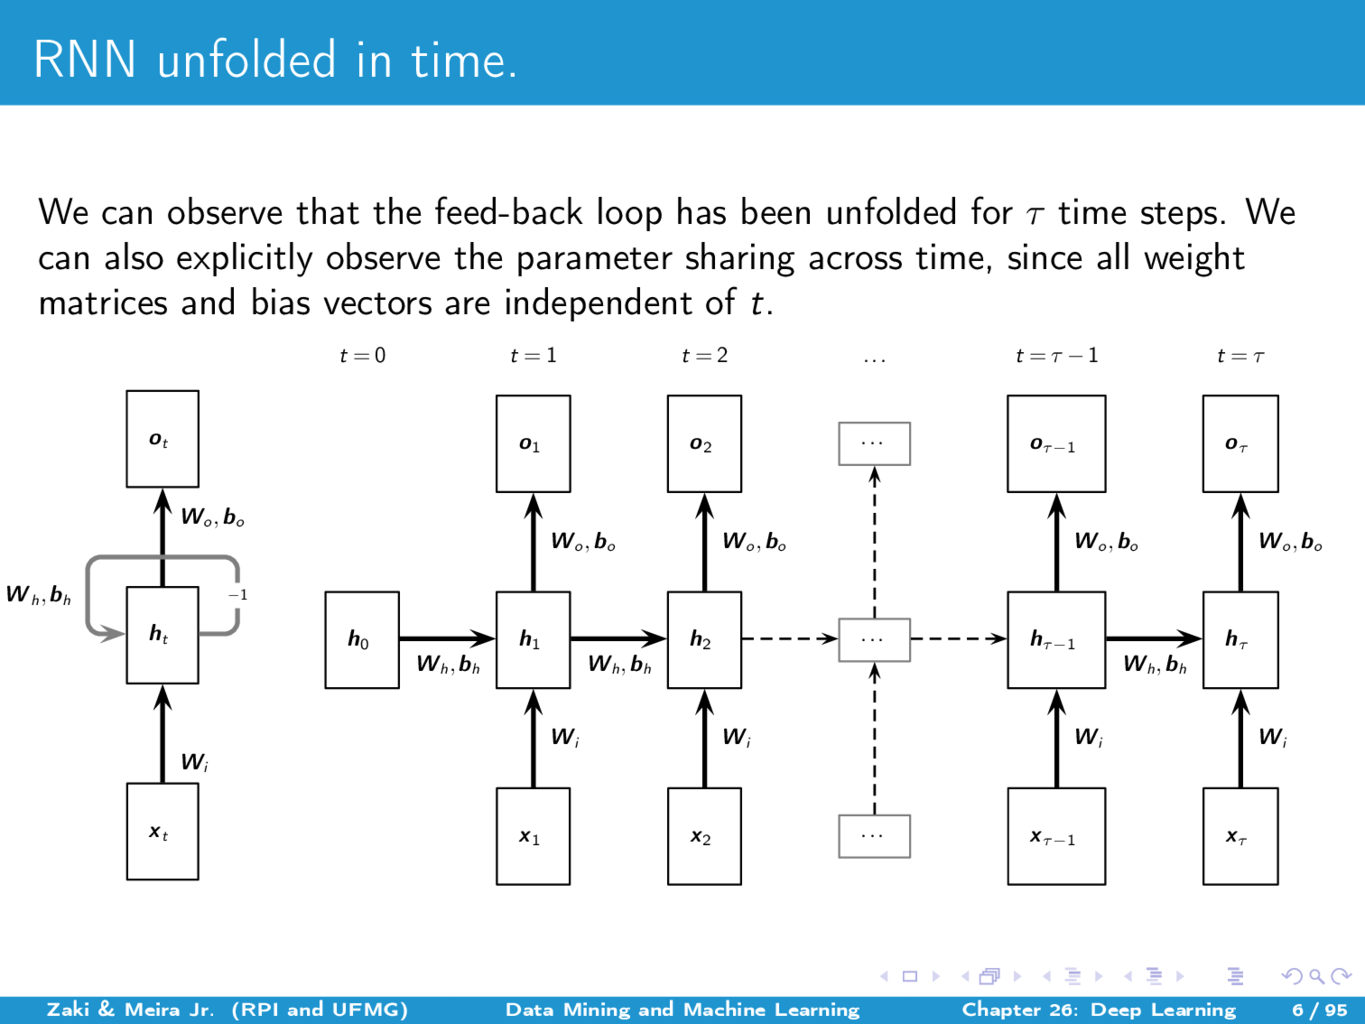 RNN unfolded in time.
We can observe that the feed-back loop has been unfolded for τ time steps. We
can also explicitly observe the parameter sharing across time, since all weight
matrices and bias vectors are independent of t.
t = 0 t = 1 t = 2 ... t = τ − 1 t = τ
o_t o_1 o_2 ... o_τ−1 o_τ
W_o, b_o W_o, b_o W_o, b_o W_o, b_o W_o, b_o
W_h, b_h −1
h_t h_0 h_1 h_2 ... h_τ−1 h_τ
W_h, b_h W_h, b_h W_h, b_h
W_i W_i W_i W_i W_i
x_t x_1 x_2 ... x_τ−1 x_τ
Zaki & Meira Jr. (RPI and UFMG) Data Mining and Machine Learning Chapter 26: Deep Learning 6 / 95